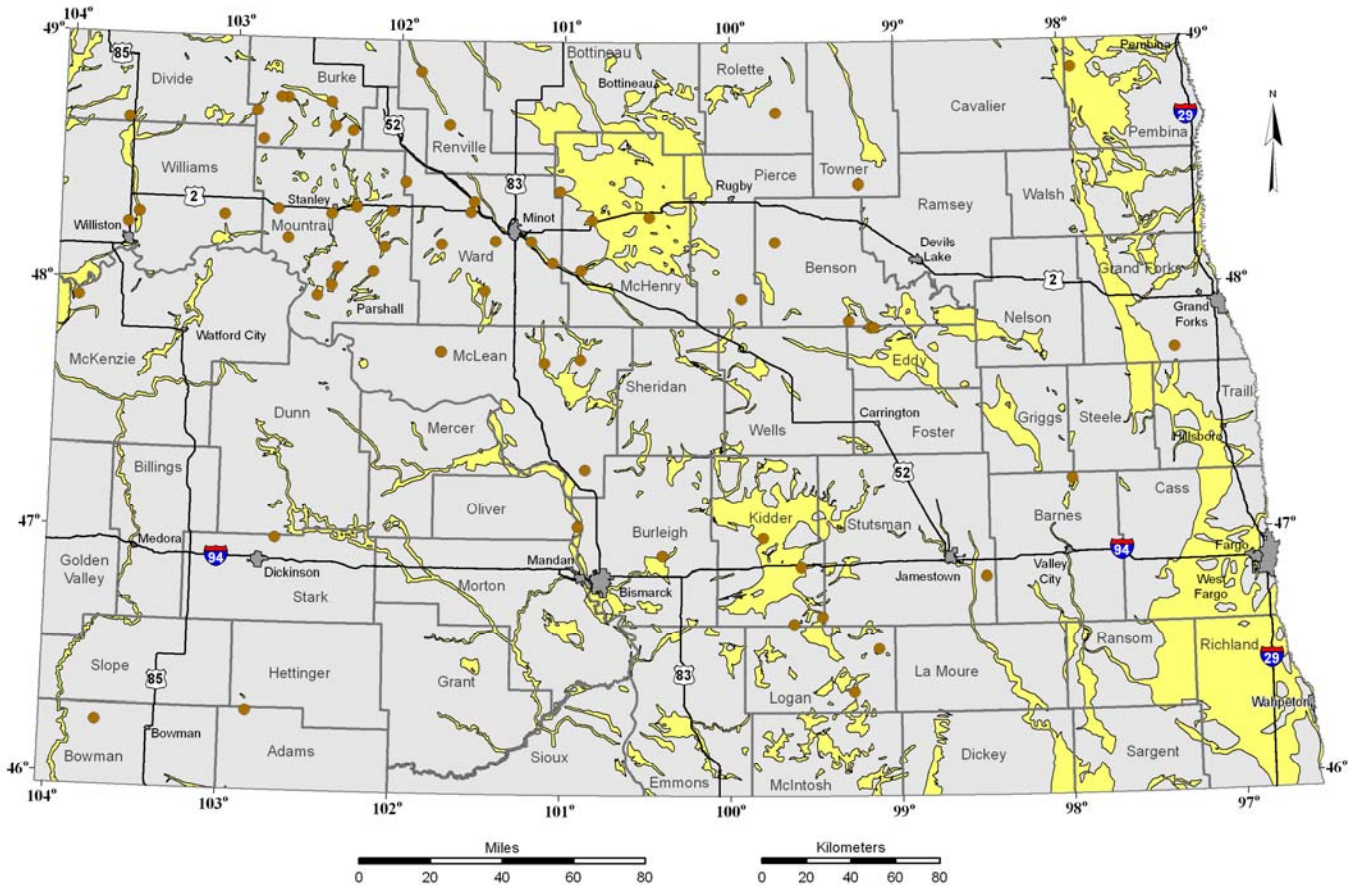 104° 103° 102° 101° 100° 99° 98°
49° 49°
85 Divide Burke Bottineau Rolette Pembina
Bottineau Cavalier
52 29
Renville Pembina
Williams Towner
2 83 Rugby Pierce Walsh
Stanley Ramsey
Williston Mountrail Minot
Ward Devils Lake
Benson Grand Forks
48° McHenry 2 48°
Parshall Nelson Grand Forks
Watford City
McKenzie McLean Eddy
Sheridan
Dunn Carrington Griggs Steele Traill
Mercer Wells Foster Hillsboro
Billings 52 Cass
Oliver Kidder
47° Burleigh Stutsman Barnes 47°
Medora 94 Mandan 94 Fargo
Golden Valley Dickinson Jamestown Valley City West Fargo
Stark Morton Bismarck
Ransom Richland
Slope Hettinger Grant 83 La Moure 29
85 Logan Wahpeton
Bowman
Bowman Adams Sioux Dickey Sargent
46° Emmons McIntosh 46°
104° 103° 102° 101° 100° 99° 98° 97°
N
Miles
0 20 40 60 80
Kilometers
0 20 40 60 80